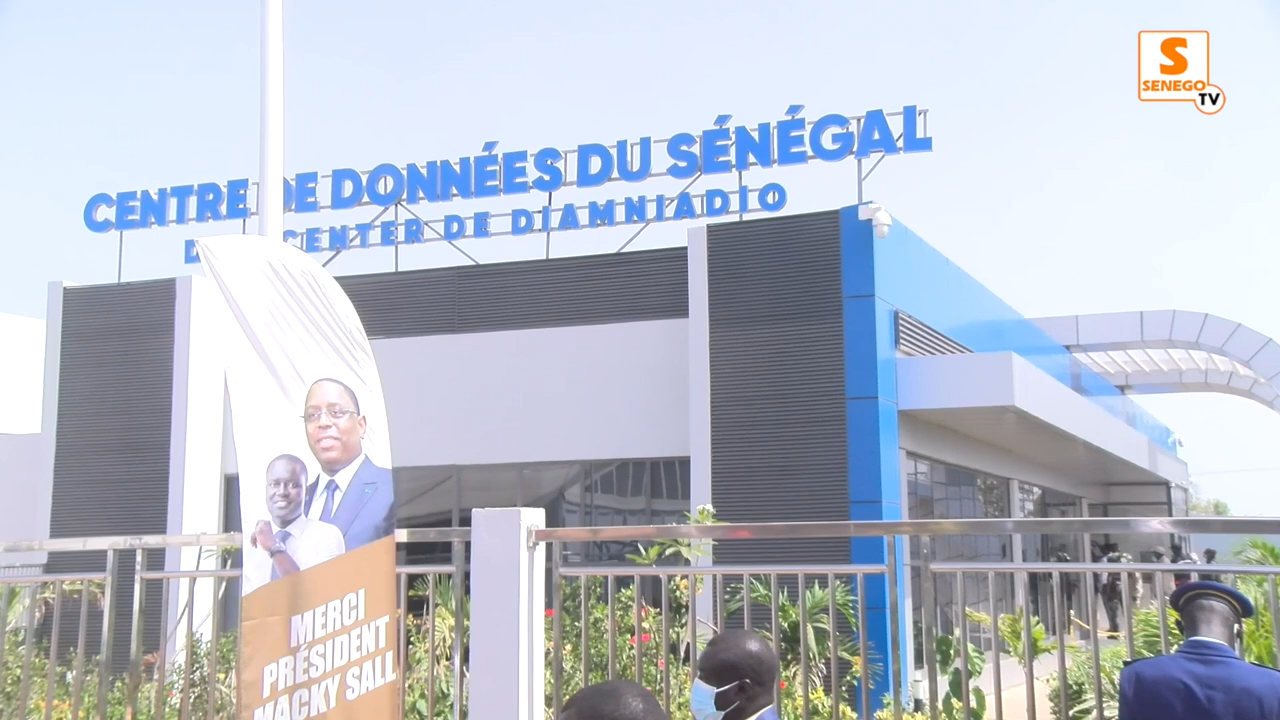 S
SENEGO
TV
CENTRE DE DONNÉES DU SÉNÉGAL
CENTER DE DIAMNIADIO
MERCI
PRÉSIDENT
MACKY SALL